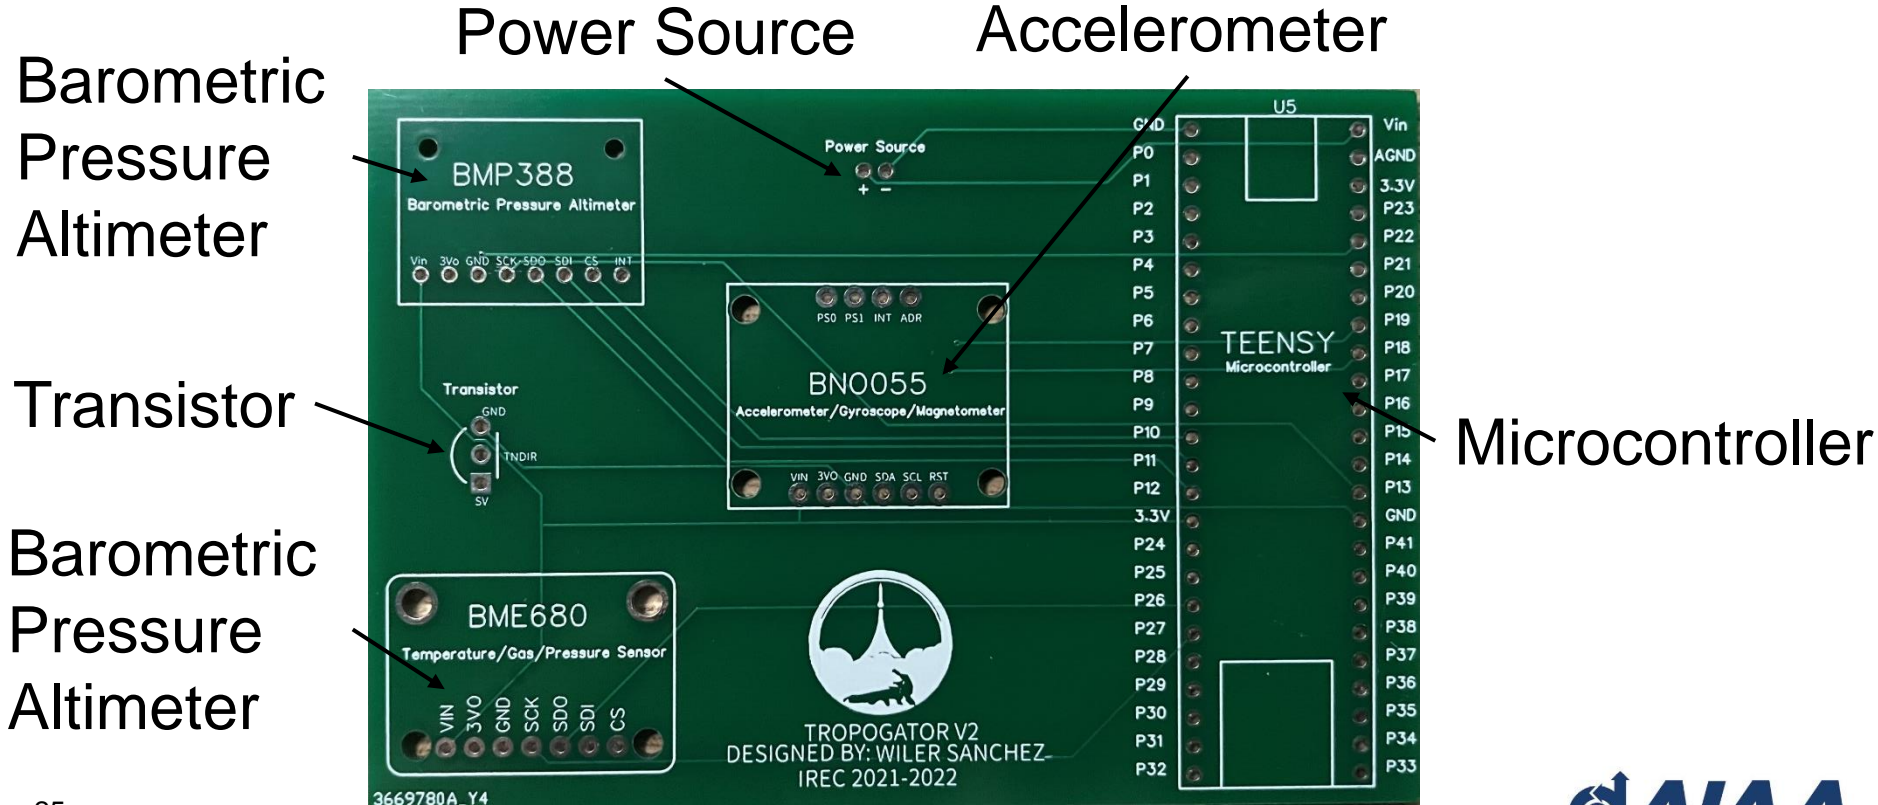 Power Source
Accelerometer
Barometric
Pressure
Altimeter
Transistor
Barometric
Pressure
Altimeter
Microcontroller
BMP388
Barometric Pressure Altimeter
Vin 3Vo GND SCK SDO SDI CS INT
Power Source
+ -
Transistor
GND
TNDIR
5V
PS0 PS1 INT ADR
BNO055
Accelerometer/Gyroscope/Magnetometer
VIN 3VO GND SDA SCL RST
BME680
Temperature/Gas/Pressure Sensor
VIN 3VO GND SCK SDO SDI CS
TROPOGATOR V2
DESIGNED BY: WILER SANCHEZ
IREC 2021-2022
3669780A_Y4
U5
TEENSY
Microcontroller
GND
P0
P1
P2
P3
P4
P5
P6
P7
P8
P9
P10
P11
P12
3.3V
P24
P25
P26
P27
P28
P29
P30
P31
P32
Vin
AGND
3.3V
P23
P22
P21
P20
P19
P18
P17
P16
P15
P14
P13
GND
P41
P40
P39
P38
P37
P36
P35
P34
P33
AIAA